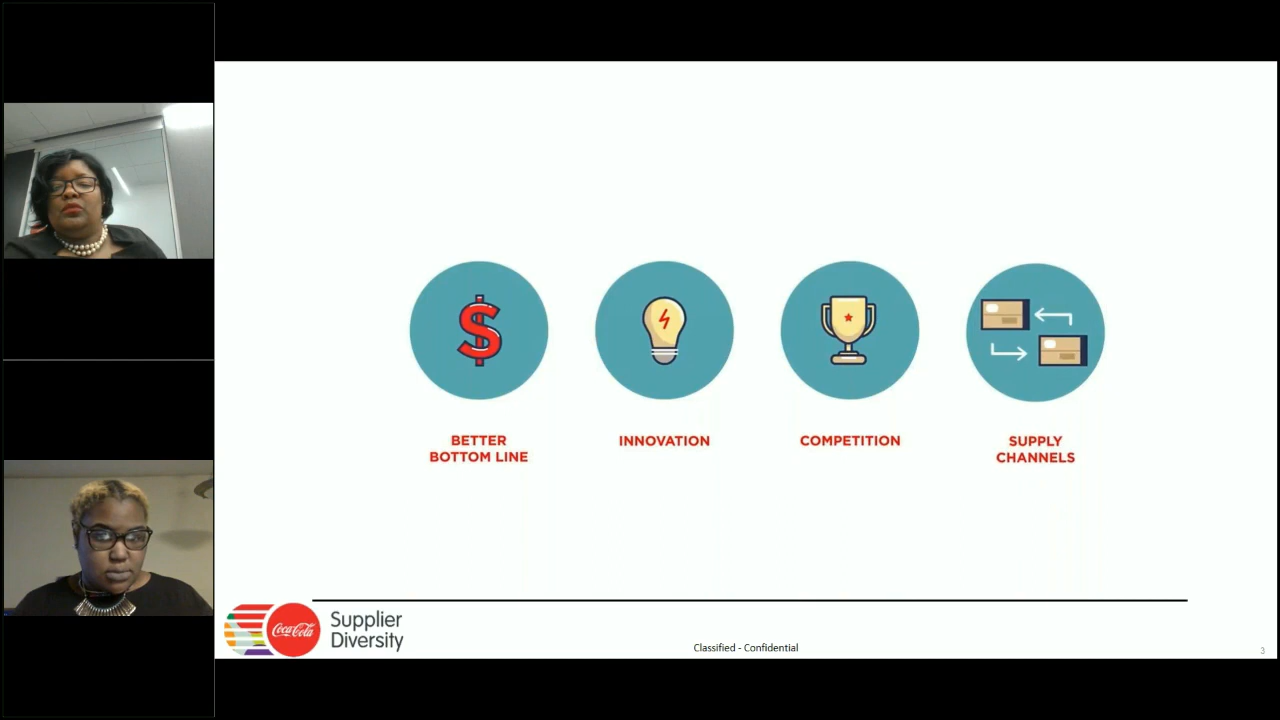 BETTER
BOTTOM LINE
INNOVATION
COMPETITION
SUPPLY
CHANNELS
Coca-Cola
Supplier
Diversity
Classified - Confidential
3